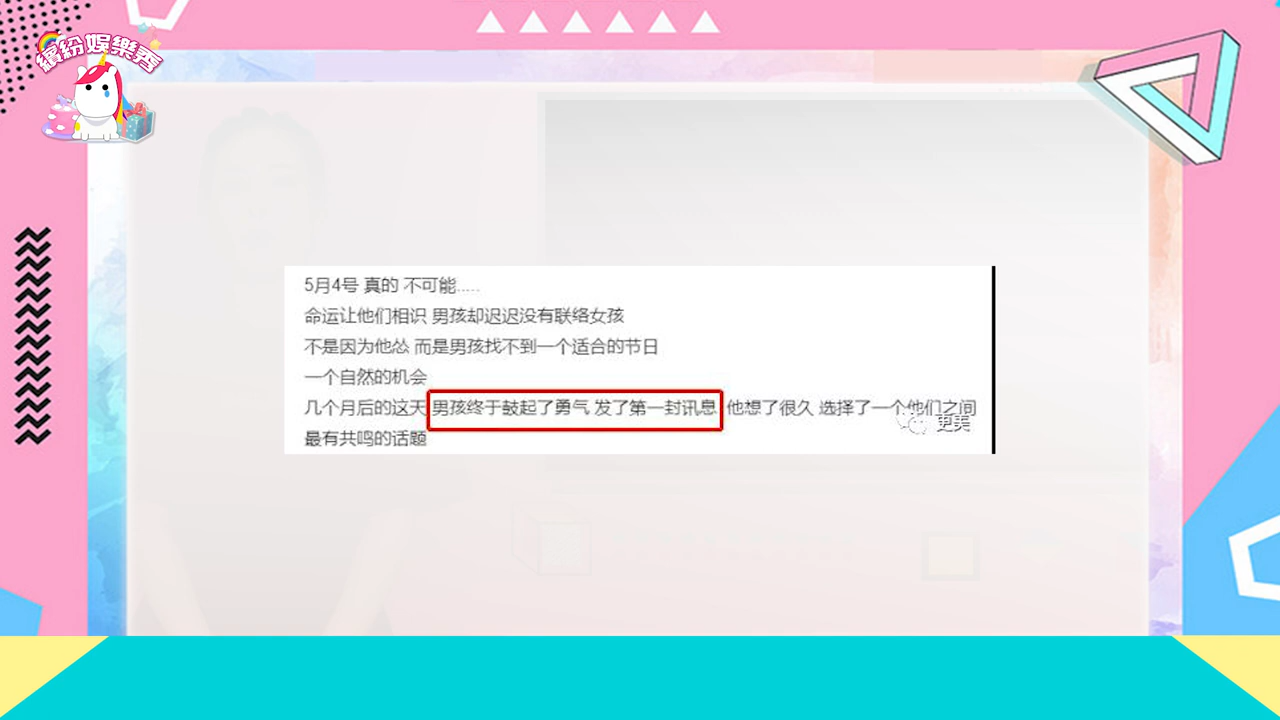 繽紛娛樂秀
5月4号 真的 不可能.....
命运让他们相识 男孩却迟迟没有联络女孩
不是因为他怂 而是男孩找不到一个适合的节日
一个自然的机会
几个月后的这天 男孩终于鼓起了勇气 发了第一封讯息 他想了很久 选择了一个他们之间
最有共鸣的话题
更美